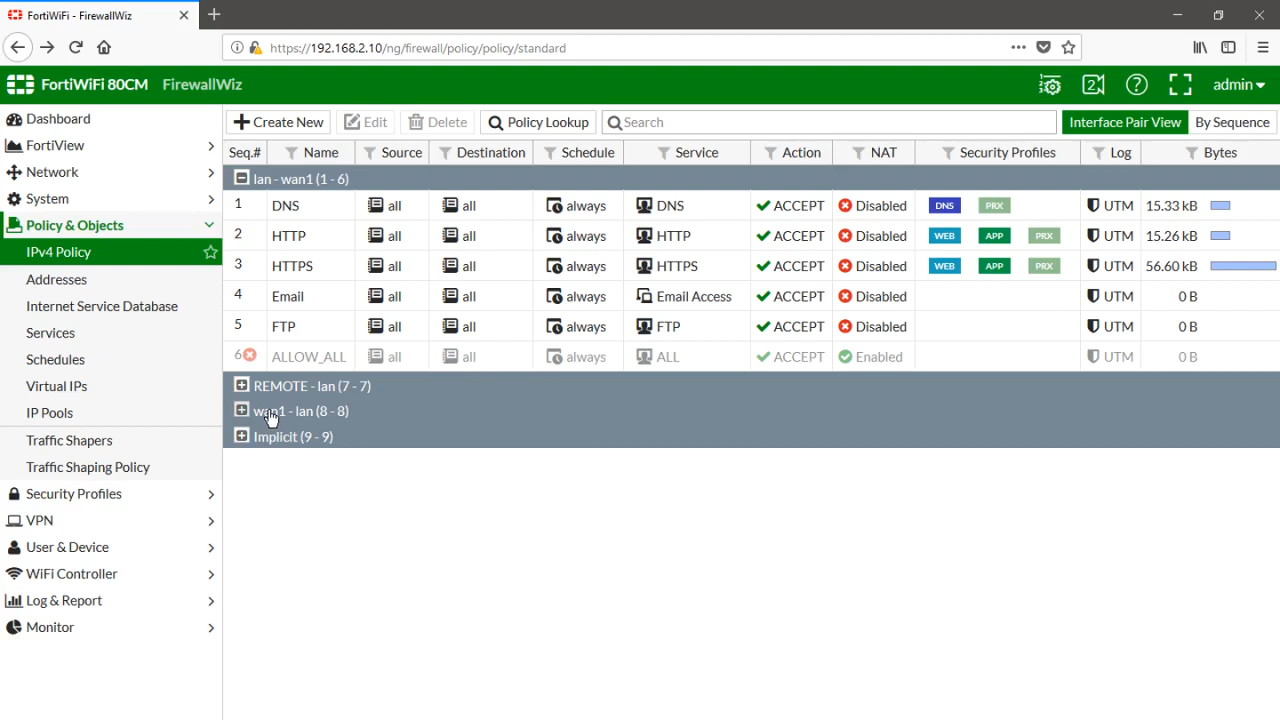 FortiWiFi - FirewallWiz
https://192.168.2.10/ng/firewall/policy/policy/standard
FortiWiFi 80CM FirewallWiz 2 admin
Dashboard
FortiView
Network
System
Policy & Objects
IPv4 Policy
Addresses
Internet Service Database
Services
Schedules
Virtual IPs
IP Pools
Traffic Shapers
Traffic Shaping Policy
Security Profiles
VPN
User & Device
WiFi Controller
Log & Report
Monitor
Create New Edit Delete Policy Lookup Search Interface Pair View By Sequence
Seq.# Name Source Destination Schedule Service Action NAT Security Profiles Log Bytes
lan - wan1 (1 - 6)
1 DNS all all always DNS ACCEPT Disabled DNS PRX UTM 15.33 kB
2 HTTP all all always HTTP ACCEPT Disabled WEB APP PRX UTM 15.26 kB
3 HTTPS all all always HTTPS ACCEPT Disabled WEB APP PRX UTM 56.60 kB
4 Email all all always Email Access ACCEPT Disabled UTM 0 B
5 FTP all all always FTP ACCEPT Disabled UTM 0 B
6 ALLOW_ALL all all always ALL ACCEPT Enabled UTM 0 B
REMOTE - lan (7 - 7)
wan1 - lan (8 - 8)
Implicit (9 - 9)